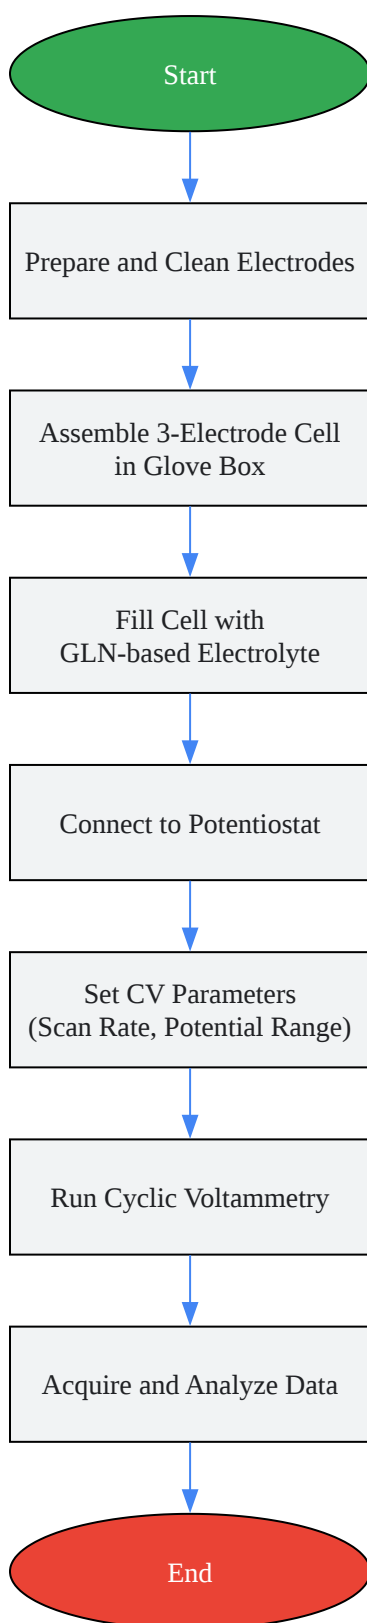 Start
Prepare and Clean Electrodes
Assemble 3-Electrode Cell
in Glove Box
Fill Cell with
GLN-based Electrolyte
Connect to Potentiostat
Set CV Parameters
(Scan Rate, Potential Range)
Run Cyclic Voltammetry
Acquire and Analyze Data
End